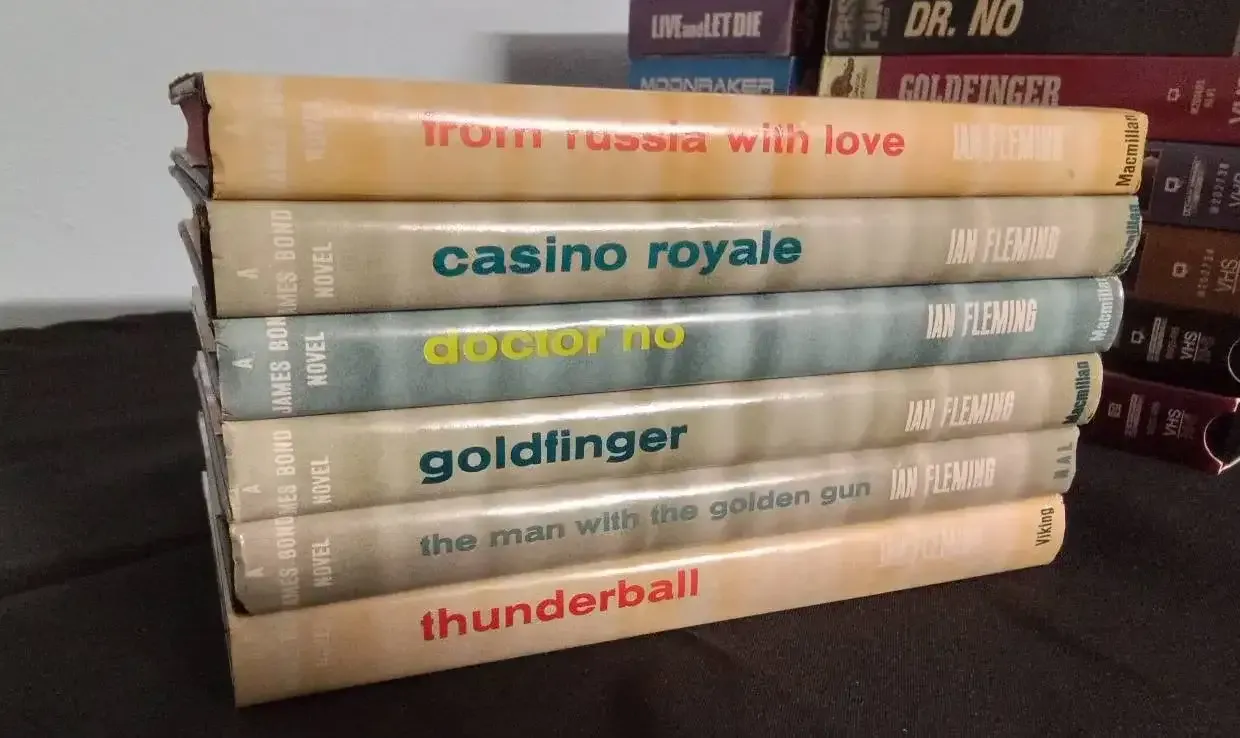 LIVE and LET DIE
DR. NO
MOONRAKER
GOLDFINGER
VHS
VHS
VHS
VHS
from russia with love
IAN FLEMING
Macmillan
A
JAMES BOND
NOVEL
casino royale
IAN FLEMING
A
JAMES BOND
NOVEL
doctor no
IAN FLEMING
Macmillan
A
JAMES BOND
NOVEL
goldfinger
IAN FLEMING
Macmillan
A
JAMES BOND
NOVEL
the man with the golden gun
IAN FLEMING
thunderball
Viking